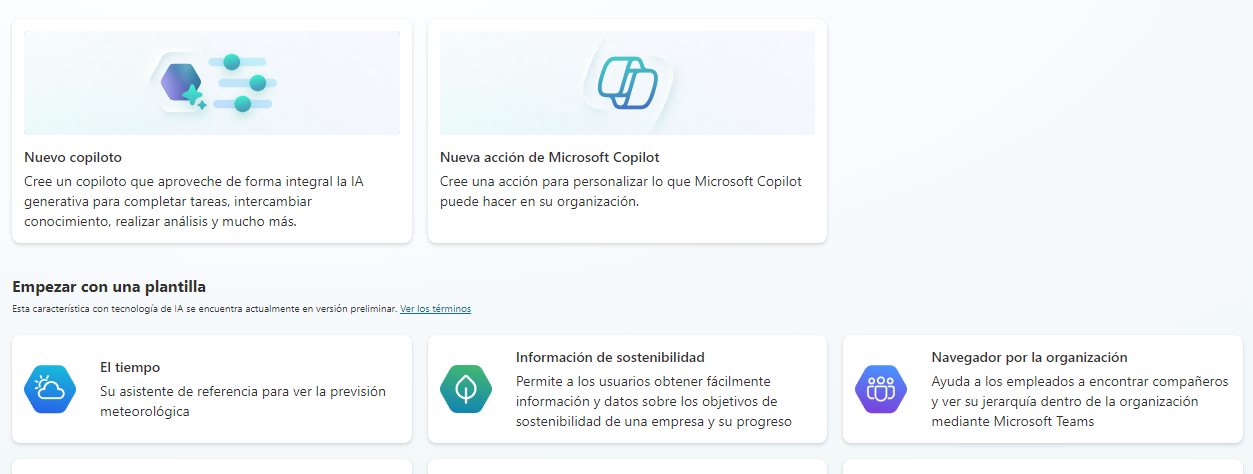 Nuevo copiloto
Cree un copiloto que aproveche de forma integral la IA
generativa para completar tareas, intercambiar
conocimiento, realizar análisis y mucho más.
Nueva acción de Microsoft Copilot
Cree una acción para personalizar lo que Microsoft Copilot
puede hacer en su organización.
Empezar con una plantilla
Esta característica con tecnología de IA se encuentra actualmente en versión preliminar. Ver los términos
El tiempo
Su asistente de referencia para ver la previsión
meteorológica
Información de sostenibilidad
Permite a los usuarios obtener fácilmente
información y datos sobre los objetivos de
sostenibilidad de una empresa y su progreso
Navegador por la organización
Ayuda a los empleados a encontrar compañeros
y ver su jerarquía dentro de la organización
mediante Microsoft Teams